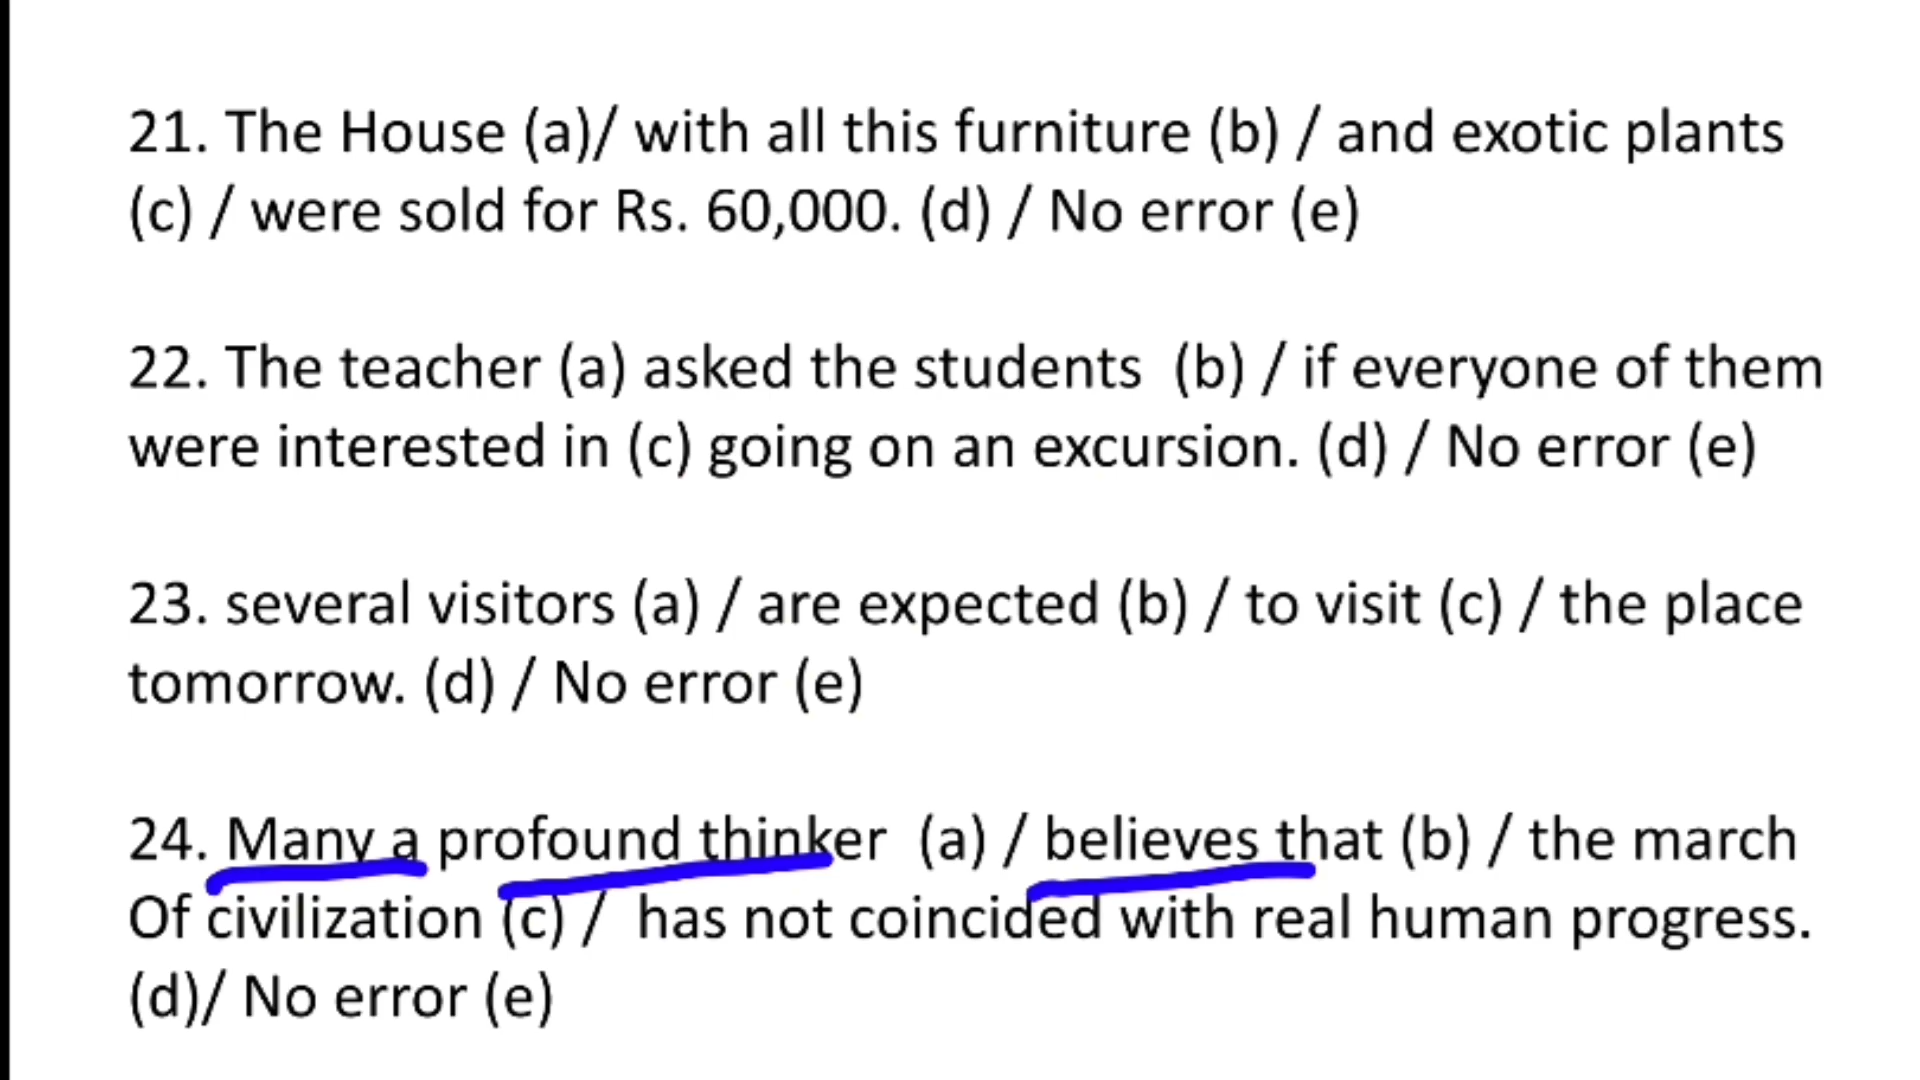 21. The House (a)/ with all this furniture (b) / and exotic plants
(c) / were sold for Rs. 60,000. (d) / No error (e)
22. The teacher (a) asked the students (b) / if everyone of them
were interested in (c) going on an excursion. (d) / No error (e)
23. several visitors (a) / are expected (b) / to visit (c) / the place
tomorrow. (d) / No error (e)
24. Many a profound thinker (a) / believes that (b) / the march
Of civilization (c) / has not coincided with real human progress.
(d)/ No error (e)